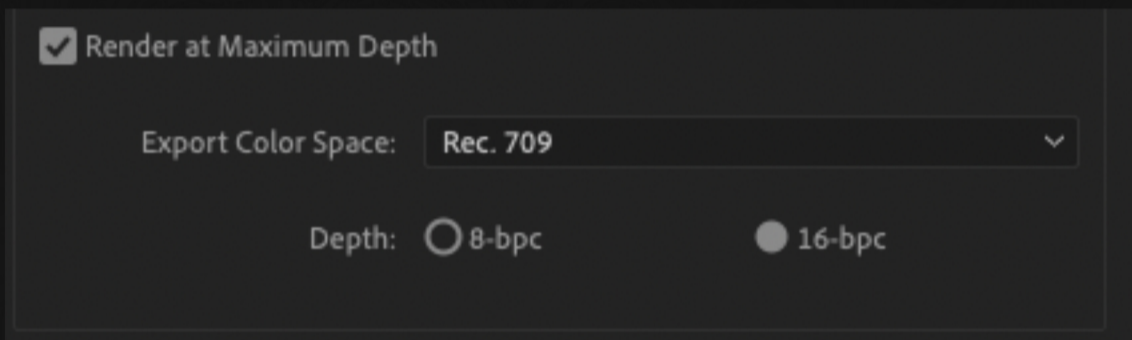 Render at Maximum Depth
Export Color Space: Rec. 709
Depth: 8-bpc 16-bpc